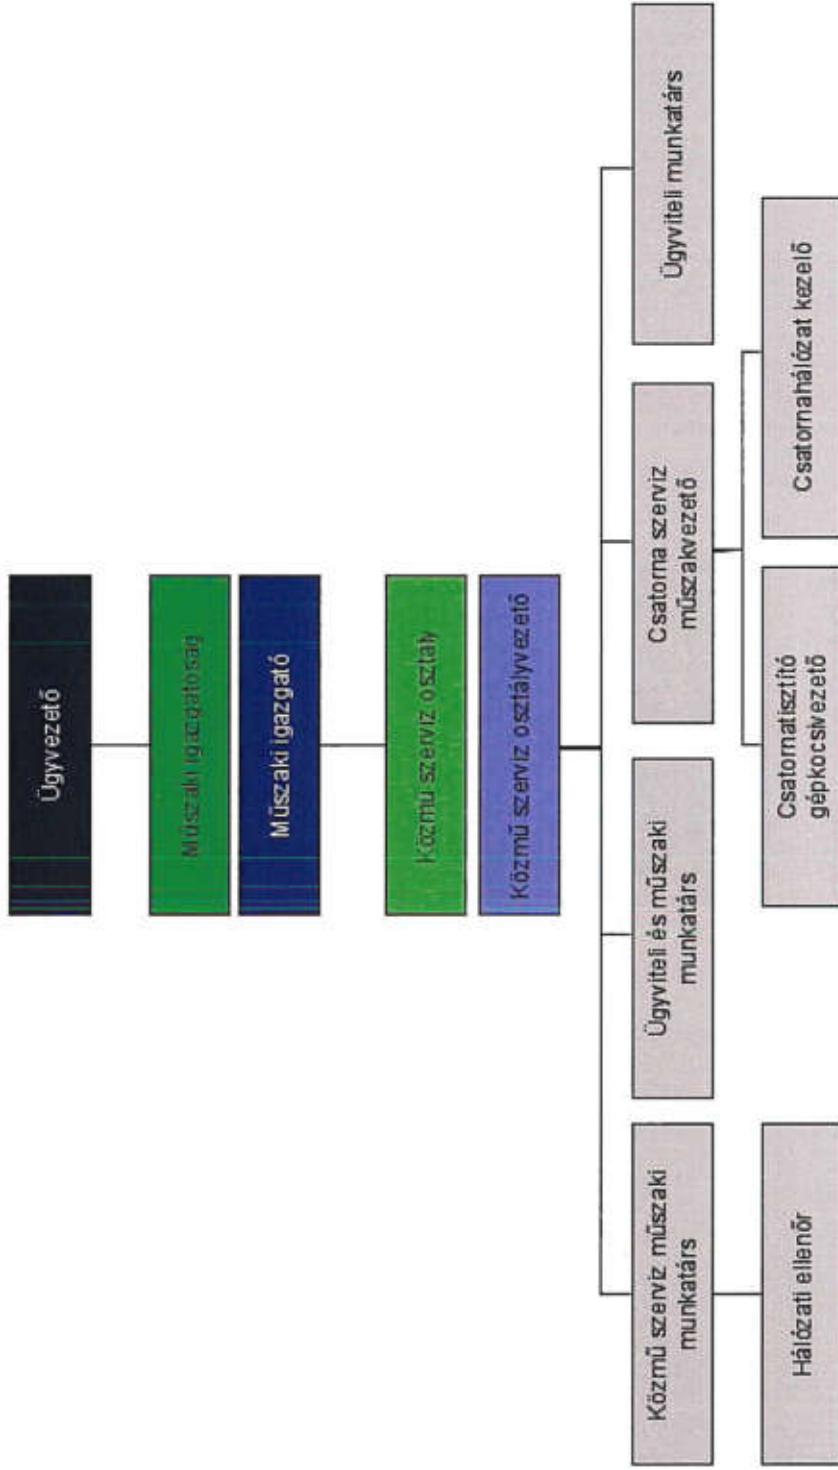 Ügyvezető
Műszaki igazgatóság
Műszaki igazgató
Közmű szerviz osztály
Közmű szerviz osztályvezető
Közmű szerviz műszaki
munkatárs
Ügyviteli és műszaki
munkatárs
Csatorna szerviz
műszakvezető
Ügyviteli munkatárs
Hálózati ellenőr
Csatornatisztító
gépkocsivezető
Csatornahálózat kezelő